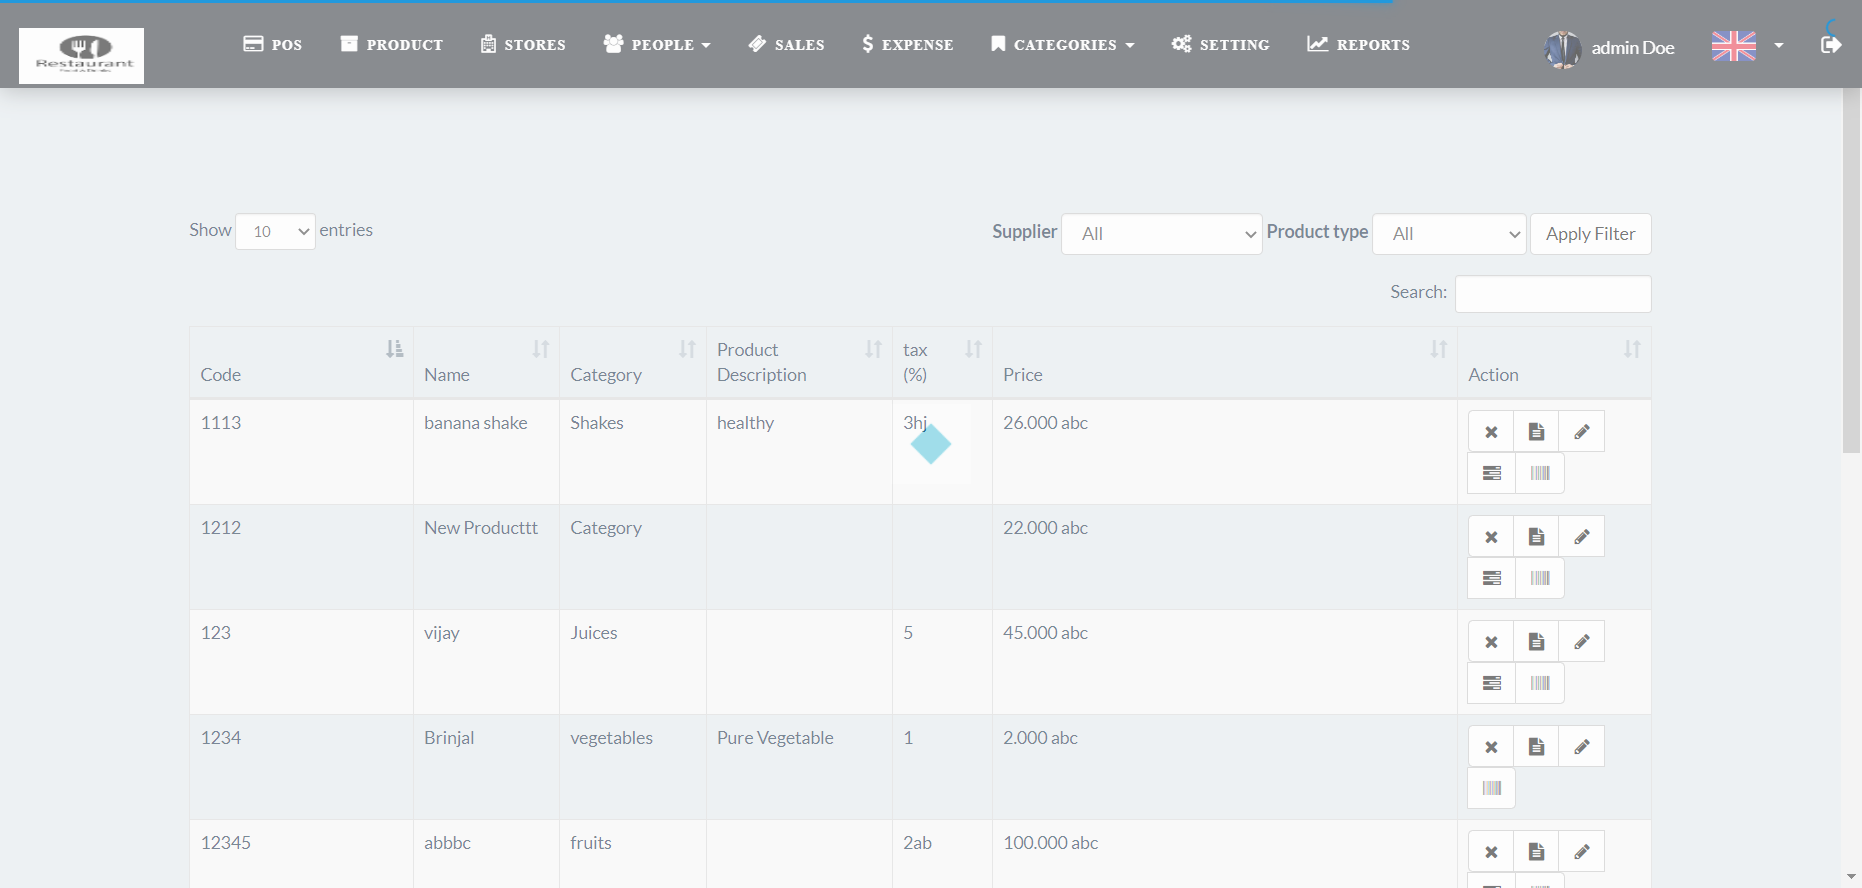 Restaurant
POS PRODUCT STORES PEOPLE SALES EXPENSE CATEGORIES SETTING REPORTS admin Doe
Show 10 entries
Supplier All Product type All Apply Filter
Search:
Code Name Category Product Description tax (%) Price Action
1113 banana shake Shakes healthy 3hj 26.000 abc
1212 New Producttt Category 22.000 abc
123 vijay Juices 5 45.000 abc
1234 Brinjal vegetables Pure Vegetable 1 2.000 abc
12345 abbbc fruits 2ab 100.000 abc